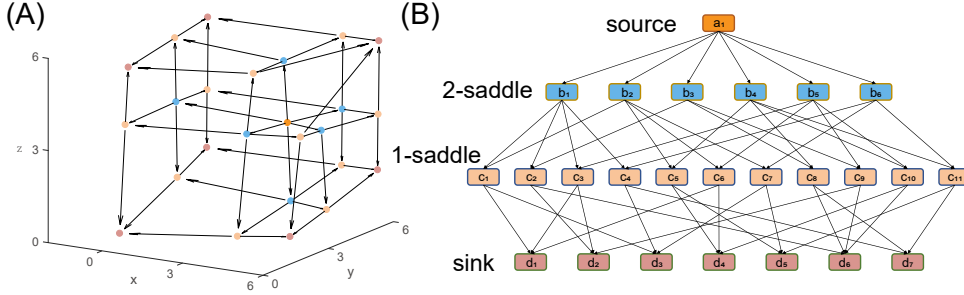 (A)
6
3
0
z
0
3
6
x
0
3
6
y
(B)
source
a₁
2-saddle
b₁ b₂ b₃ b₄ b₅ b₆
1-saddle
c₁ c₂ c₃ c₄ c₅ c₆ c₇ c₈ c₉ c₁₀ c₁₁
sink
d₁ d₂ d₃ d₄ d₅ d₆ d₇